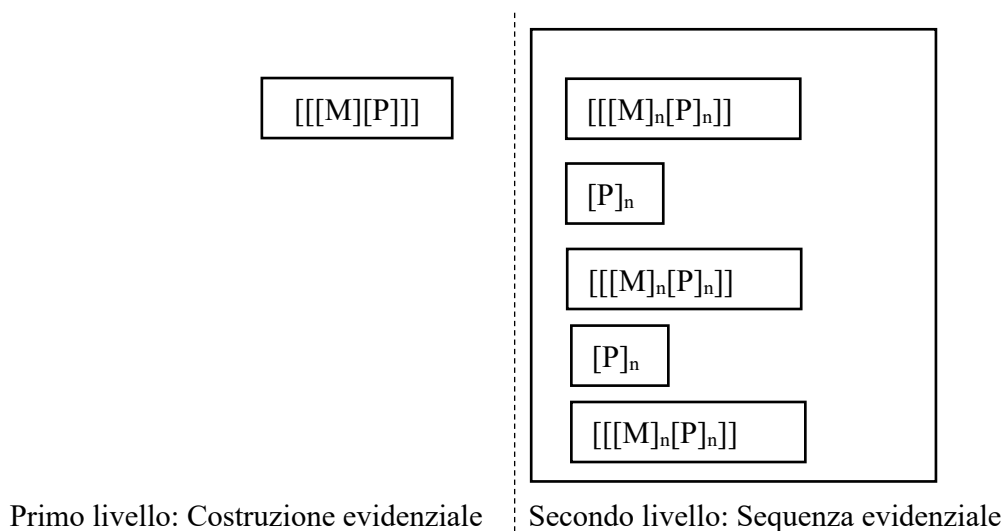 [[[M][P]]]
[[[M]ₙ[P]ₙ]]
[P]ₙ
[[[M]ₙ[P]ₙ]]
[P]ₙ
[[[M]ₙ[P]ₙ]]
Primo livello: Costruzione evidenziale
Secondo livello: Sequenza evidenziale